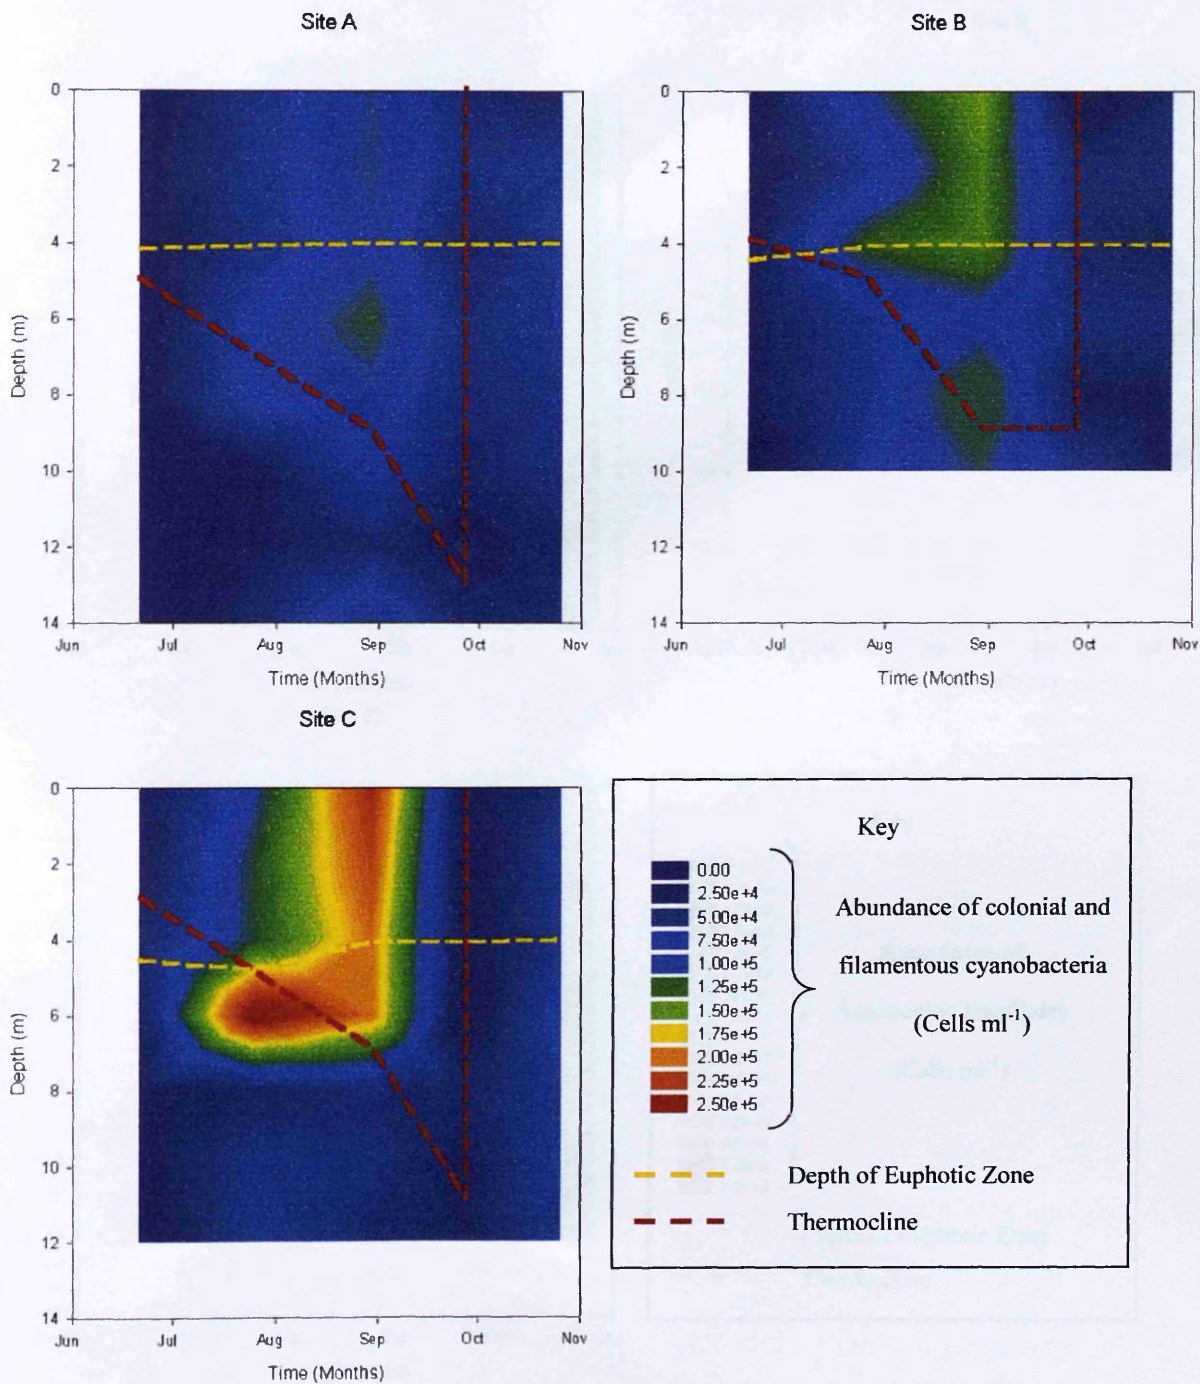 Site A
0
2
4
6
8
10
12
14
Depth (m)
Jun Jul Aug Sep Oct Nov
Time (Months)
Site B
0
2
4
6
8
10
12
14
Depth (m)
Jun Jul Aug Sep Oct Nov
Time (Months)
Site C
0
2
4
6
8
10
12
14
Depth (m)
Jun Jul Aug Sep Oct Nov
Time (Months)
Key
0.00
2.50e+4
5.00e+4
7.50e+4
1.00e+5
1.25e+5
1.50e+5
1.75e+5
2.00e+5
2.25e+5
2.50e+5
Abundance of colonial and
filamentous cyanobacteria
(Cells ml⁻¹)
Depth of Euphotic Zone
Thermocline